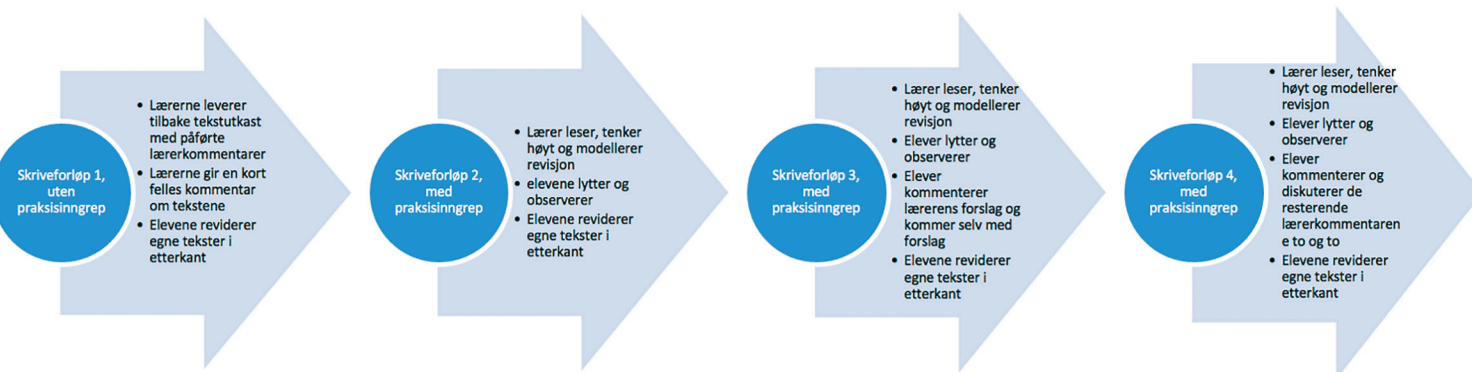 Skriveforløp 1,
uten
praksisinngrep
• Lærerne leverer
tilbake tekstutkast
med påførte
lærerkommentarer
• Lærerne gir en kort
felles kommentar
om tekstene
• Elevene reviderer
egne tekster i
etterkant
Skriveforløp 2,
med
praksisinngrep
• Lærer leser, tenker
høyt og modellerer
revisjon
• elevene lytter og
observerer
• Elevene reviderer
egne tekster i
etterkant
Skriveforløp 3,
med
praksisinngrep
• Lærer leser, tenker
høyt og modellerer
revisjon
• Elever lytter og
observerer
• Elever
kommenterer
lærerens forslag og
kommer selv med
forslag
• Elevene reviderer
egne tekster i
etterkant
Skriveforløp 4,
med
praksisinngrep
• Lærer leser, tenker
høyt og modellerer
revisjon
• Elever lytter og
observerer
• Elever
kommenterer og
diskuterer de
resterende
lærerkommentaren
e to og to
• Elevene reviderer
egne tekster i
etterkant